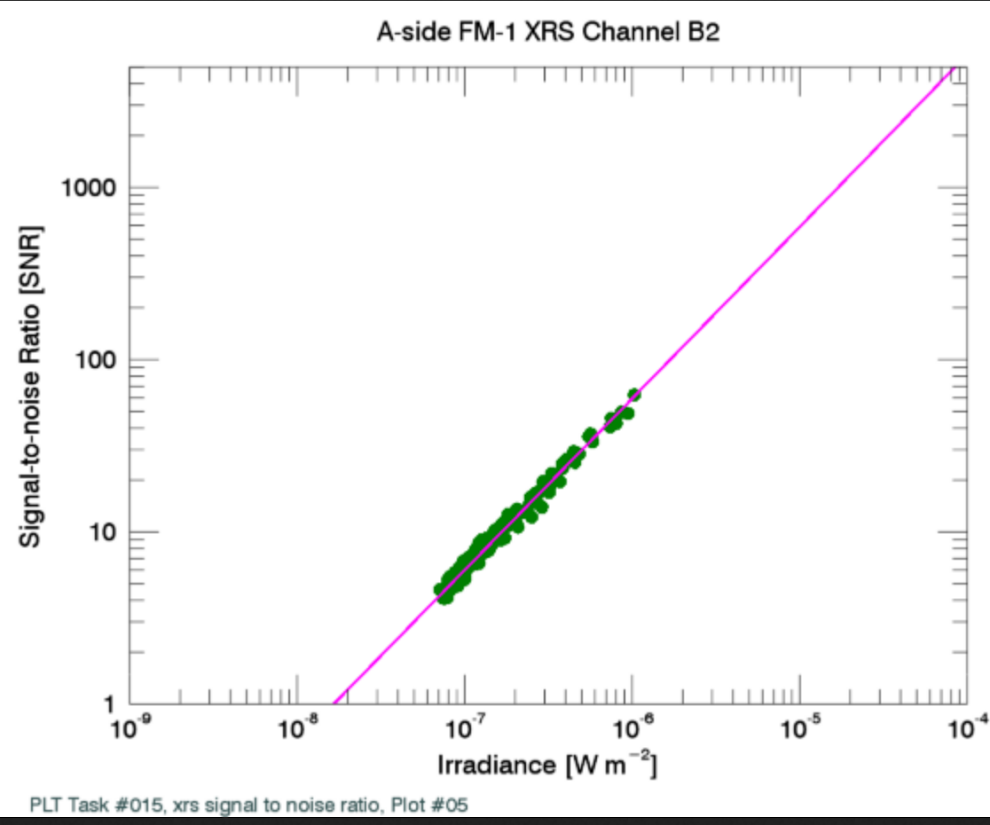 A-side FM-1 XRS Channel B2
Signal-to-noise Ratio [SNR]
1000
100
10
1
10⁻⁹ 10⁻⁸ 10⁻⁷ 10⁻⁶ 10⁻⁵ 10⁻⁴
Irradiance [W m⁻²]
PLT Task #015, xrs signal to noise ratio, Plot #05